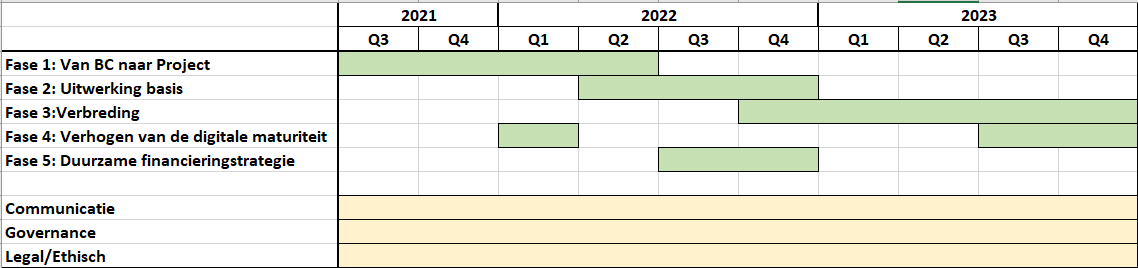 2021 2022 2023
Q3 Q4 Q1 Q2 Q3 Q4 Q1 Q2 Q3 Q4
Fase 1: Van BC naar Project
Fase 2: Uitwerking basis
Fase 3:Verbreding
Fase 4: Verhogen van de digitale maturiteit
Fase 5: Duurzame financieringstrategie
Communicatie
Governance
Legal/Ethisch